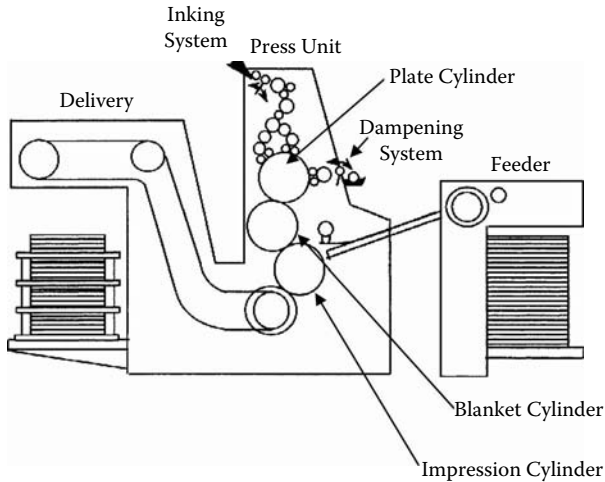 Inking
System
Press Unit
Plate Cylinder
Delivery
Dampening
System
Feeder
Blanket Cylinder
Impression Cylinder